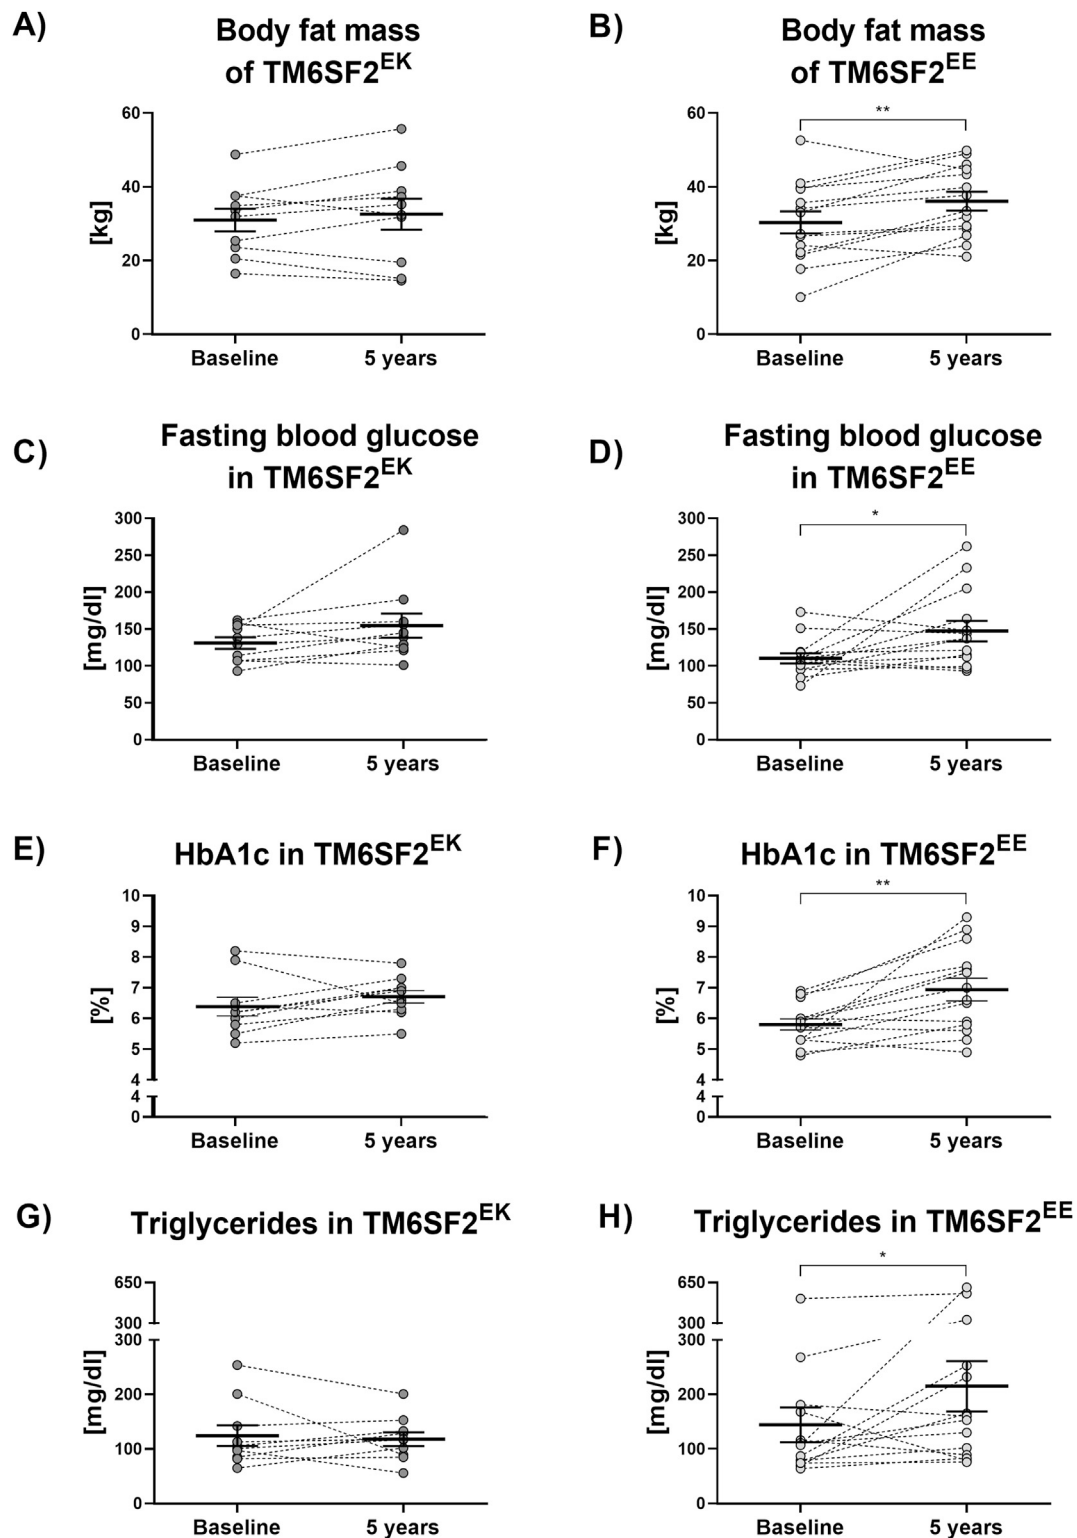 A)
Body fat mass
of TM6SF2EK
60
40
20
0
[kg]
Baseline 5 years
B)
Body fat mass
of TM6SF2EE
**
60
40
20
0
[kg]
Baseline 5 years
C)
Fasting blood glucose
in TM6SF2EK
300
250
200
150
100
50
0
[mg/dl]
Baseline 5 years
D)
Fasting blood glucose
in TM6SF2EE
*
300
250
200
150
100
50
0
[mg/dl]
Baseline 5 years
E)
HbA1c in TM6SF2EK
10
9
8
7
6
5
4
4
0
[%]
Baseline 5 years
F)
HbA1c in TM6SF2EE
**
10
9
8
7
6
5
4
4
0
[%]
Baseline 5 years
G)
Triglycerides in TM6SF2EK
650
300
300
200
100
0
[mg/dl]
Baseline 5 years
H)
Triglycerides in TM6SF2EE
*
650
300
300
200
100
0
[mg/dl]
Baseline 5 years